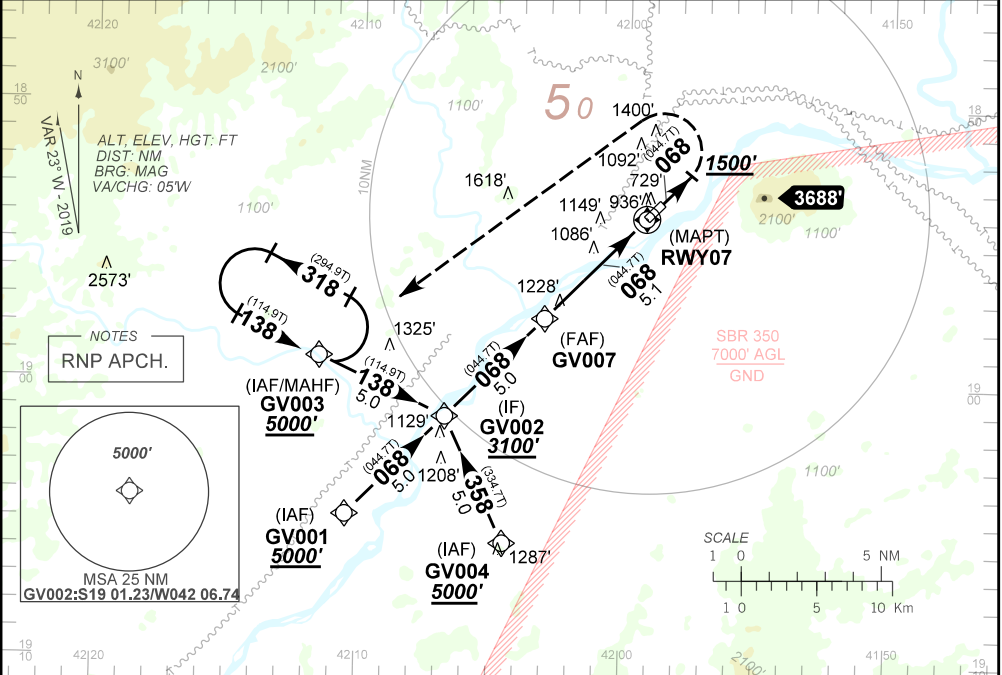 42 20
42 10
42 00
41 50
3100'
2100'
N
18
50
1100'
5 0
1400'
18
50
VAR 23° W - 2019
ALT, ELEV, HGT: FT
DIST: NM
BRG: MAG
VA/CHG: 05'W
10NM
1092'
(044.7T)
068
1500'
1618'
729'
936'
3688'
1100'
1149'
2100'
1086'
1100'
(MAPT)
RWY07
2573'
(294.9T)
318
(044.7T)
068
5.1
1228'
(114.9T)
138
NOTES
RNP APCH.
1325'
(FAF)
GV007
SBR 350
7000' AGL
GND
(114.9T)
138
5.0
(044.7T)
068
5.0
19
00
19
00
(IAF/MAHF)
GV003
5000'
(IF)
GV002
3100'
1129'
5000'
(044.7T)
068
5.0
1208'
(334.7T)
358
5.0
1100'
(IAF)
GV001
5000'
(IAF)
GV004
5000'
1287'
SCALE
1 0 5 NM
1 0 5 10 Km
MSA 25 NM
GV002:S19 01.23/W042 06.74
19
10
42 20
42 10
42 00
2100'
41 50
19